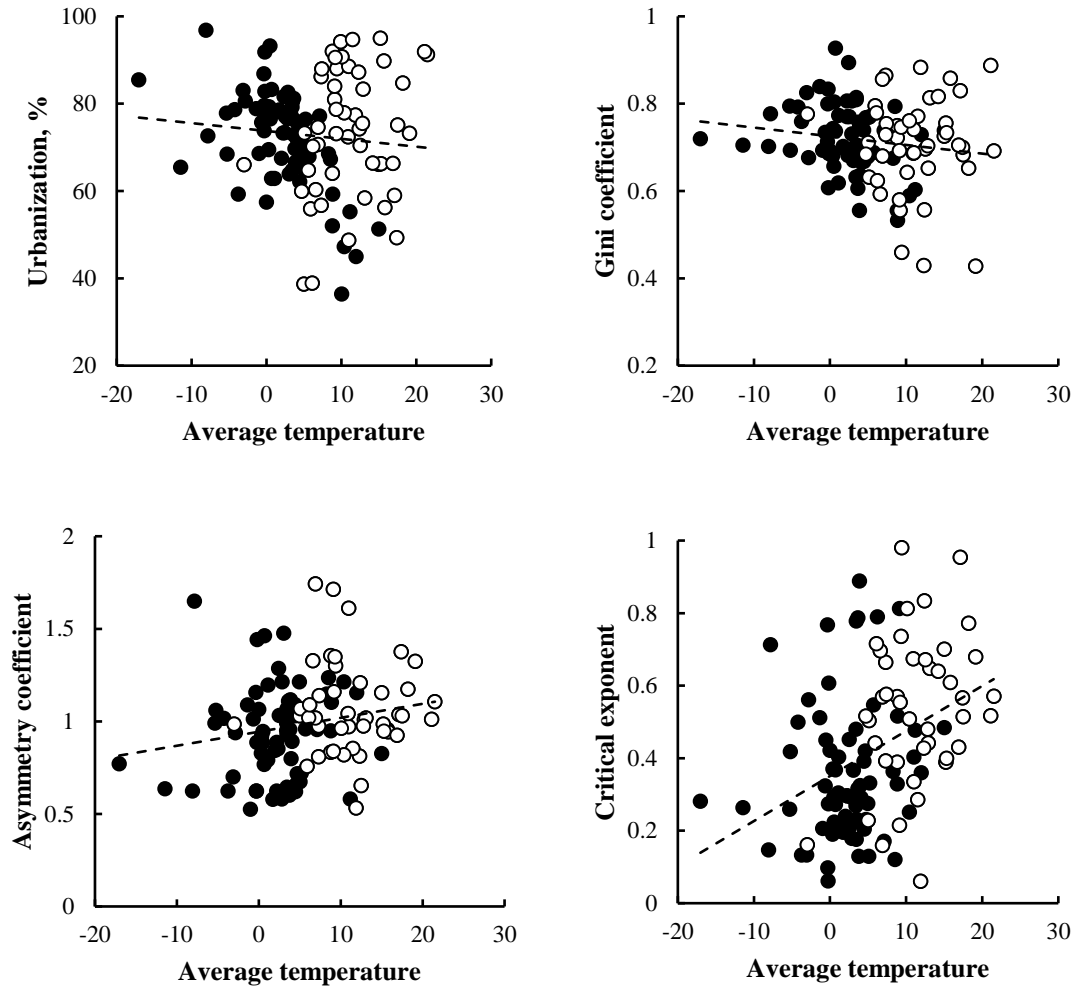 100
80
60
40
20
-20 -10 0 10 20 30
Urbanization, %
Average temperature
1
0.8
0.6
0.4
0.2
-20 -10 0 10 20 30
Gini coefficient
Average temperature
2
1.5
1
0.5
0
-20 -10 0 10 20 30
Asymmetry coefficient
Average temperature
1
0.8
0.6
0.4
0.2
0
-20 -10 0 10 20 30
Critical exponent
Average temperature